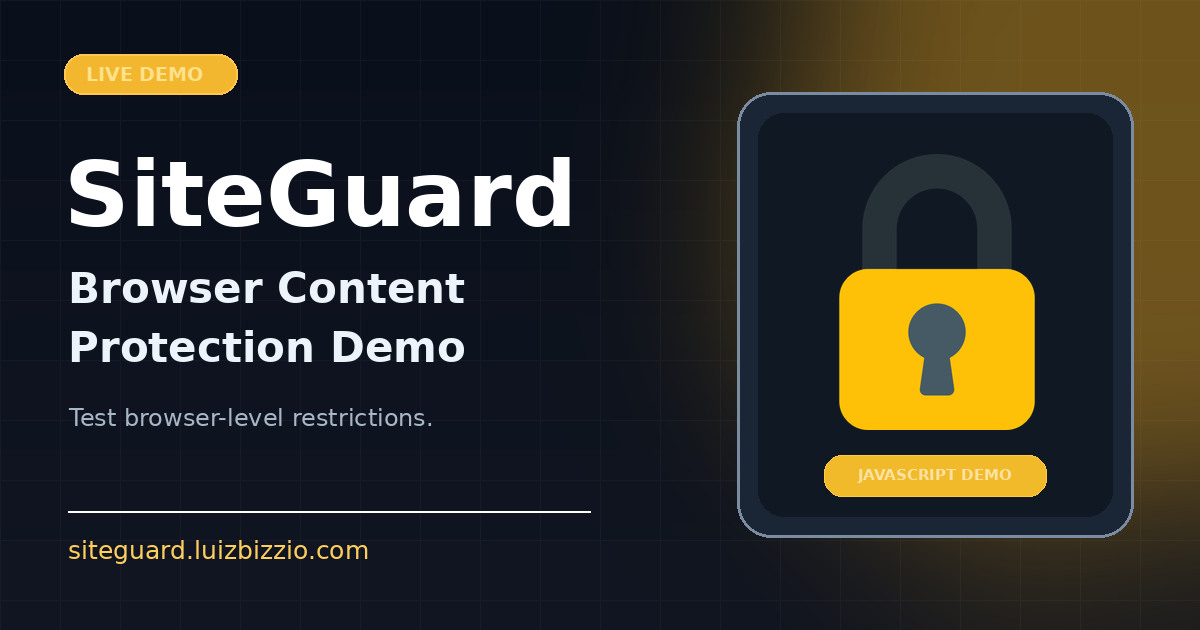 LIVE DEMO
SiteGuard
Browser Content
Protection Demo
Test browser-level restrictions.
siteguard.luizbizzio.com
JAVASCRIPT DEMO